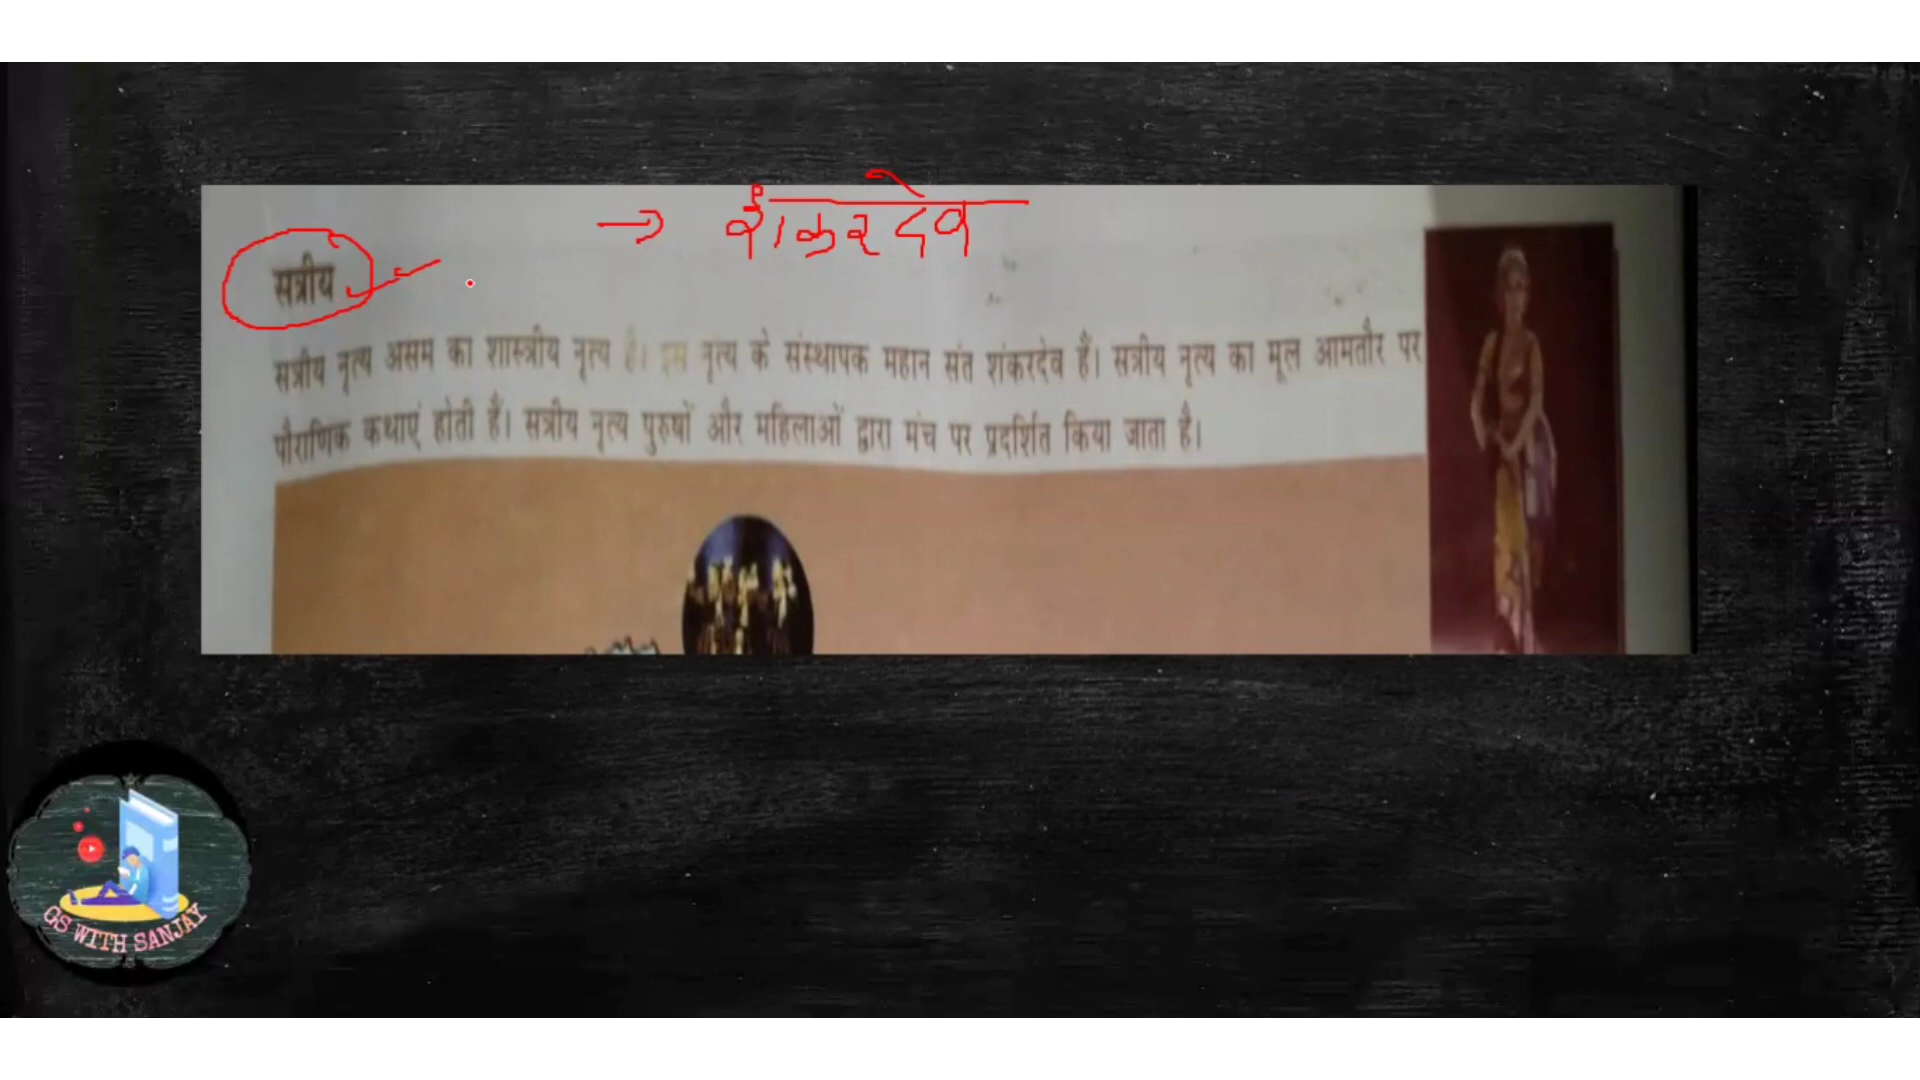 → शंकरदेव
सत्रीय
सत्रीय नृत्य असम का शास्त्रीय नृत्य है। इस नृत्य के संस्थापक महान संत शंकरदेव हैं। सत्रीय नृत्य का मूल आमतौर पर
पौराणिक कथाएं होती हैं। सत्रीय नृत्य पुरुषों और महिलाओं द्वारा मंच पर प्रदर्शित किया जाता है।
GS WITH SANJAY